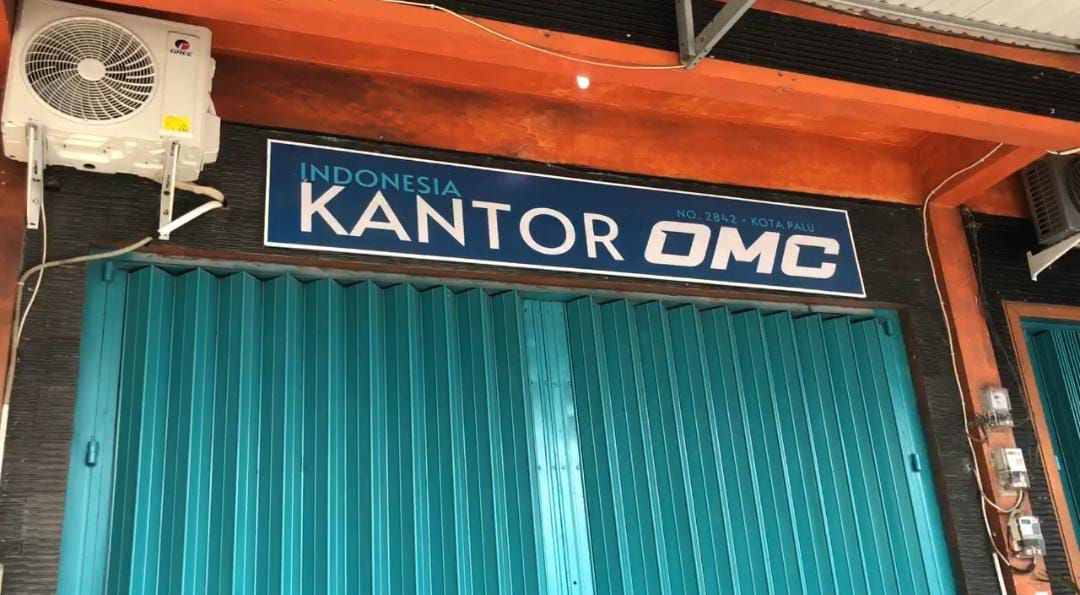 GREE
INDONESIA
KANTOR OMC
NO. 2842 • KOTA PALU